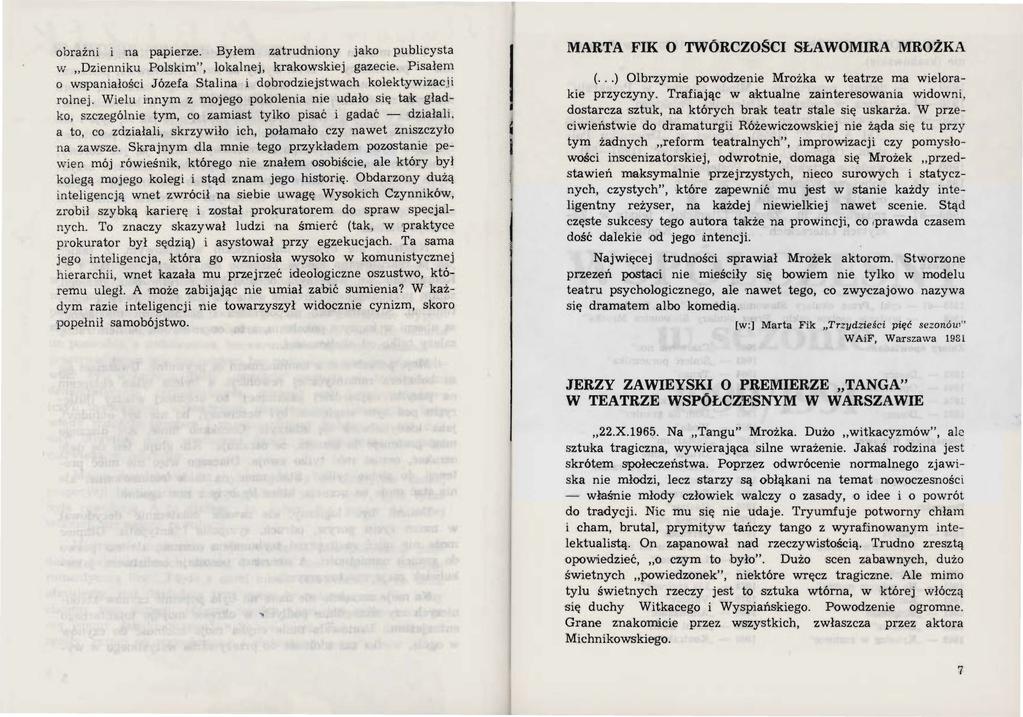 obraźni i na papierze. Byłem zatrudniony jako publicysta
w „Dzienniku Polskim”, lokalnej, krakowskiej gazecie. Pisałem
o wspaniałości Józefa Stalina i dobrodziejstwach kolektywizacji
rolnej. Wielu innym z mojego pokolenia nie udało się tak gład-
ko, szczególnie tym, co zamiast tylko pisać i gadać — działali,
a to, co zdziałali, skrzywiło ich, połamało czy nawet zniszczyło
na zawsze. Skrajnym dla mnie tego przykładem pozostanie pe-
wien mój rówieśnik, którego nie znałem osobiście, ale który był
kolegą mojego kolegi i stąd znam jego historię. Obdarzony dużą
inteligencją wnet zwrócił na siebie uwagę Wysokich Czynników,
zrobił szybką karierę i został prokuratorem do spraw specjal-
nych. To znaczy skazywał ludzi na śmierć (tak, w praktyce
prokurator był sędzią) i asystował przy egzekucjach. Ta sama
jego inteligencja, która go wzniosła wysoko w komunistycznej
hierarchii, wnet kazała mu przejrzeć ideologiczne oszustwo, któ-
remu uległ. A może zabijając nie umiał zabić sumienia? W każ-
dym razie inteligencji nie towarzyszył widocznie cynizm, skoro
popełnił samobójstwo.
MARTA FIK O TWÓRCZOŚCI SŁAWOMIRA MROŻKA
(. . .) Olbrzymie powodzenie Mrożka w teatrze ma wielora-
kie przyczyny. Trafiając w aktualne zainteresowania widowni,
dostarcza sztuk, na których brak teatr stale się uskarża. W prze-
ciwieństwie do dramaturgii Różewiczowskiej nie żąda się tu przy
tym żadnych „reform teatralnych”, improwizacji czy pomysło-
wości inscenizatorskiej, odwrotnie, domaga się Mrożek „przed-
stawień maksymalnie przejrzystych, nieco surowych i statycz-
nych, czystych”, które zapewnić mu jest w stanie każdy inte-
ligentny reżyser, na każdej niewielkiej nawet scenie. Stąd
częste sukcesy tego autora także na prowincji, co prawda czasem
dość dalekie od jego intencji.
Najwięcej trudności sprawiał Mrożek aktorom. Stworzone
przezeń postaci nie mieściły się bowiem nie tylko w modelu
teatru psychologicznego, ale nawet tego, co zwyczajowo nazywa
się dramatem albo komedią.
[w:] Marta Fik „Trzydzieści pięć sezonów”
WAiF, Warszawa 1981
JERZY ZAWIEYSKI O PREMIERZE „TANGA”
W TEATRZE WSPÓŁCZESNYM W WARSZAWIE
„22.X.1965. Na „Tangu” Mrożka. Dużo „witkacyzmów”, ale
sztuka tragiczna, wywierająca silne wrażenie. Jakaś rodzina jest
skrótem społeczeństwa. Poprzez odwrócenie normalnego zjawi-
ska nie młodzi, lecz starzy są obłąkani na temat nowoczesności
— właśnie młody człowiek walczy o zasady, o idee i o powrót
do tradycji. Nic mu się nie udaje. Tryumfuje potworny chłam
i cham, brutal, prymityw tańczy tango z wyrafinowanym inte-
lektualistą. On zapanował nad rzeczywistością. Trudno zresztą
opowiedzieć, „o czym to było”. Dużo scen zabawnych, dużo
świetnych „powiedzonek”, niektóre wręcz tragiczne. Ale mimo
tylu świetnych rzeczy jest to sztuka wtórna, w której włóczą
się duchy Witkacego i Wyspiańskiego. Powodzenie ogromne.
Grane znakomicie przez wszystkich, zwłaszcza przez aktora
Michnikowskiego.
7